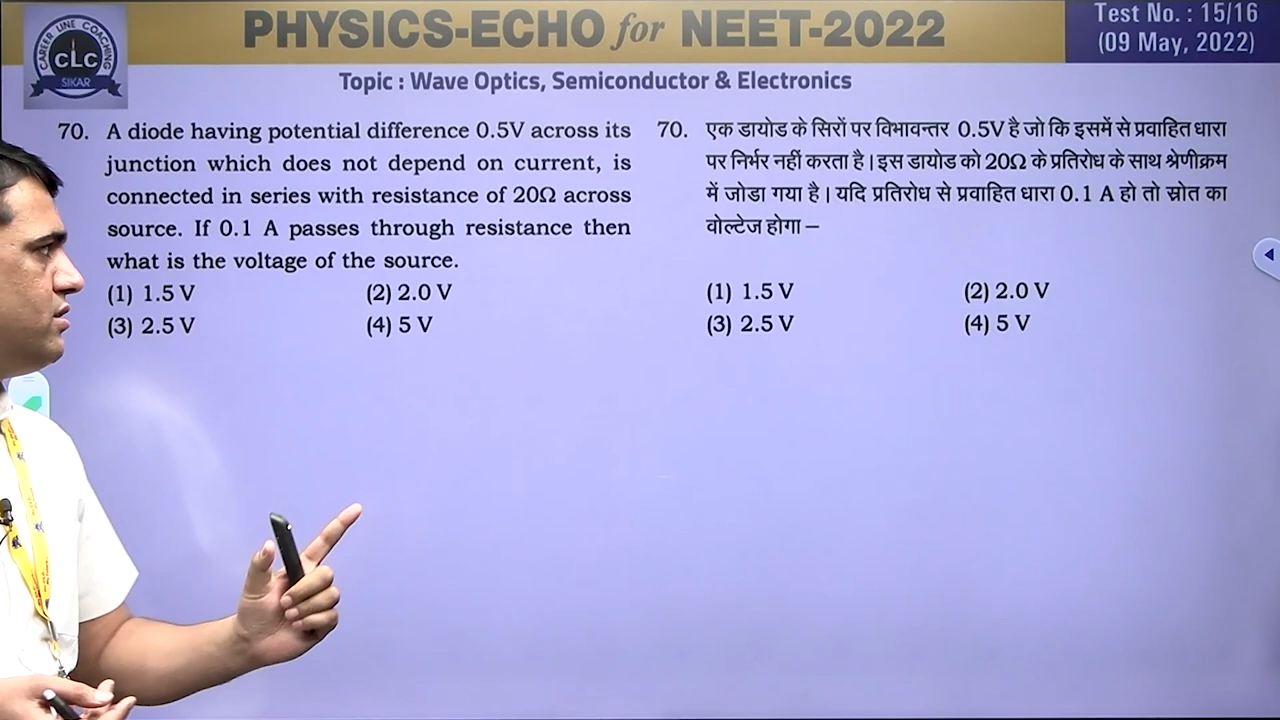 CAREER LINE COACHING
CLC
SIKAR
PHYSICS-ECHO for NEET-2022
Test No. : 15/16
(09 May, 2022)
Topic : Wave Optics, Semiconductor & Electronics
70. A diode having potential difference 0.5V across its
junction which does not depend on current, is
connected in series with resistance of 20Ω across
source. If 0.1 A passes through resistance then
what is the voltage of the source.
(1) 1.5 V (2) 2.0 V
(3) 2.5 V (4) 5 V
70. एक डायोड के सिरों पर विभावन्तर 0.5V है जो कि इसमें से प्रवाहित धारा
पर निर्भर नहीं करता है। इस डायोड को 20Ω के प्रतिरोध के साथ श्रेणीक्रम
में जोडा गया है। यदि प्रतिरोध से प्रवाहित धारा 0.1 A हो तो स्रोत का
वोल्टेज होगा –
(1) 1.5 V (2) 2.0 V
(3) 2.5 V (4) 5 V